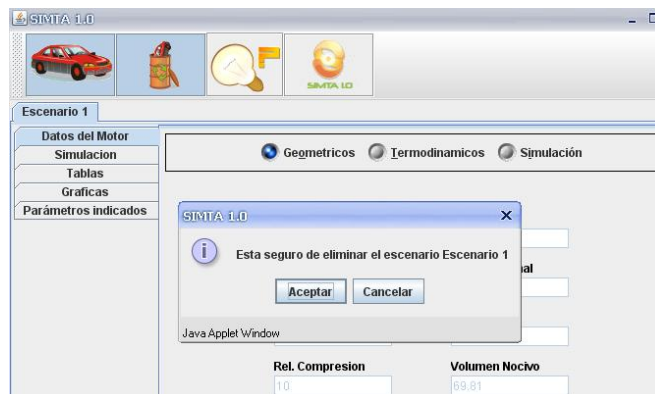 SIMTA 1.0
SIMTA 1.0
Escenario 1
Datos del Motor
Simulacion
Tablas
Graficas
Parámetros indicados
Geometricos Termodinamicos Simulación
SIMTA 1.0
Esta seguro de eliminar el escenario Escenario 1
Aceptar Cancelar
Java Applet Window
nal
Rel. Compresion Volumen Nocivo
10 69.81